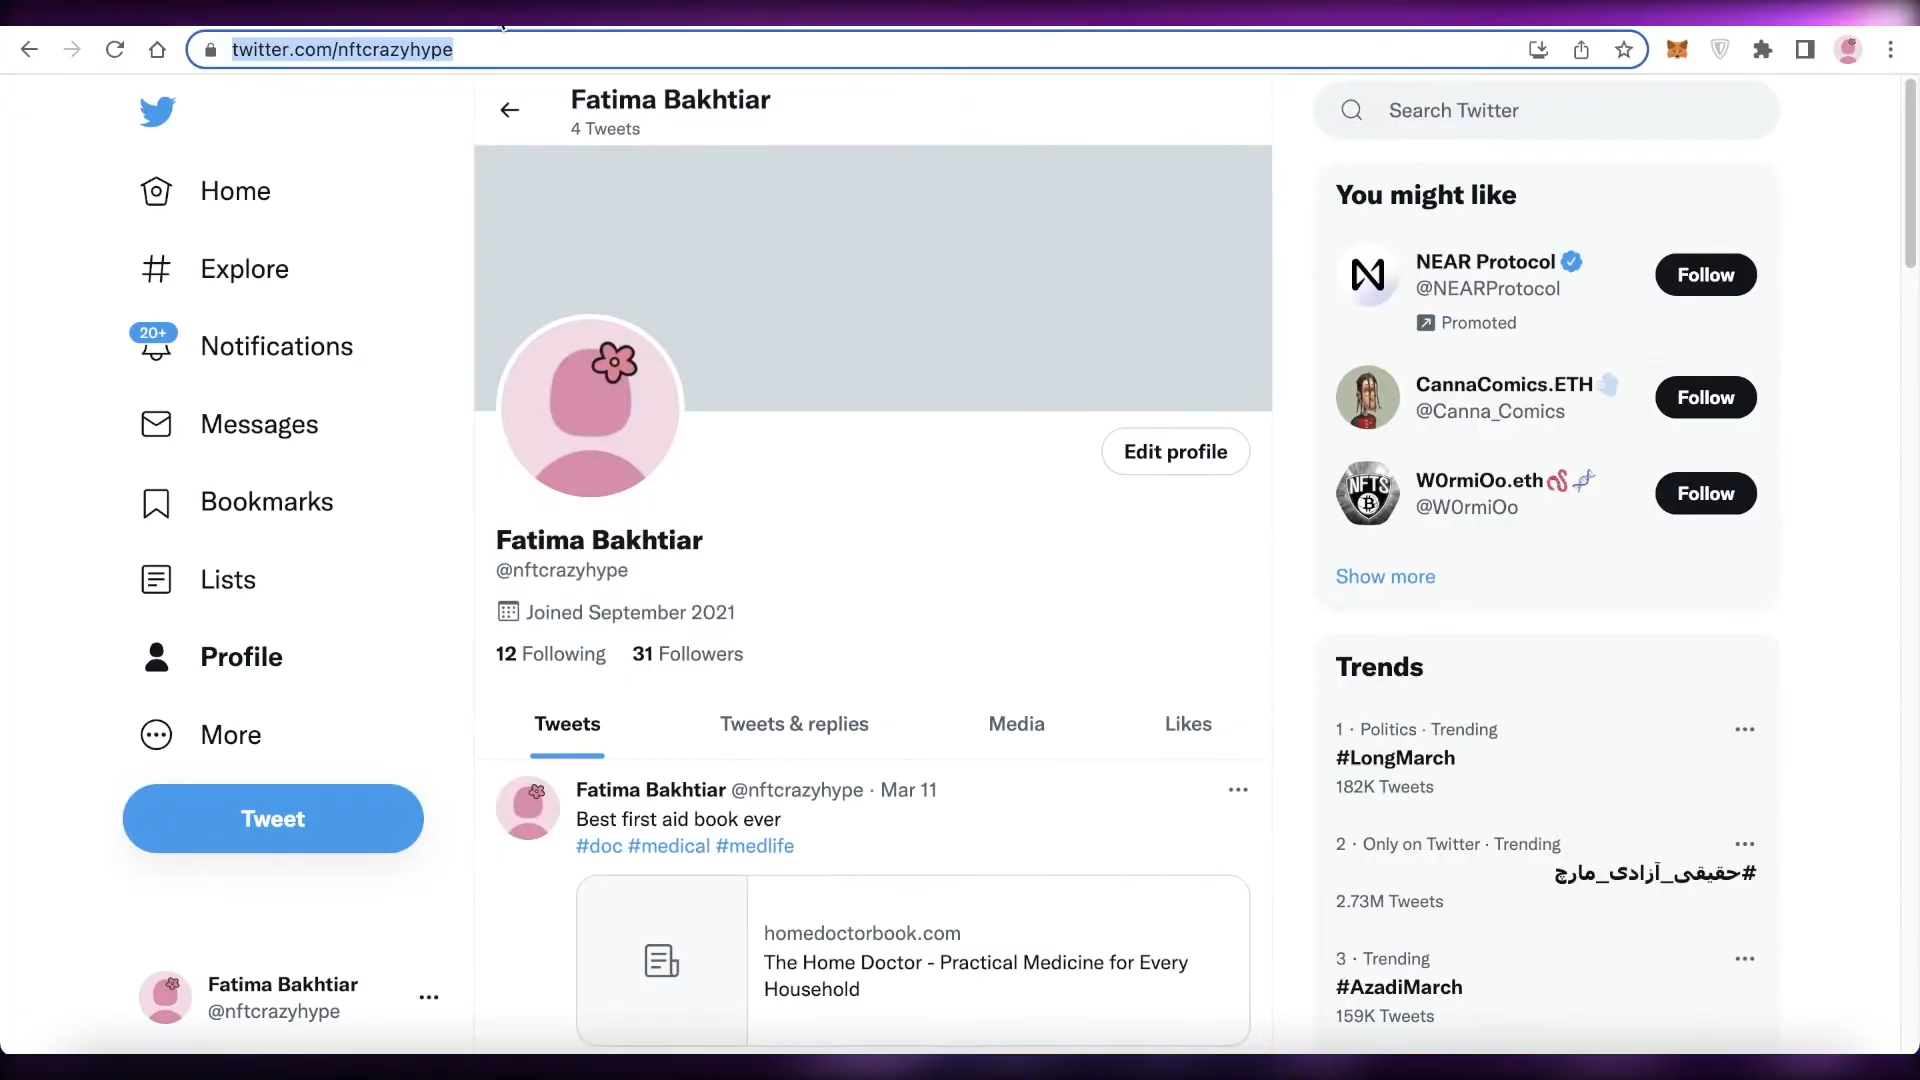 twitter.com/nftcrazyhype
Home
Explore
20+
Notifications
Messages
Bookmarks
Lists
Profile
More
Tweet
Fatima Bakhtiar
@nftcrazyhype
Fatima Bakhtiar
4 Tweets
Edit profile
Fatima Bakhtiar
@nftcrazyhype
Joined September 2021
12 Following 31 Followers
Tweets Tweets & replies Media Likes
Fatima Bakhtiar @nftcrazyhype · Mar 11
Best first aid book ever
#doc #medical #medlife
homedoctorbook.com
The Home Doctor - Practical Medicine for Every
Household
Search Twitter
You might like
NEAR Protocol
@NEARProtocol
Promoted
Follow
CannaComics.ETH
@Canna_Comics
Follow
NFTS
W0rmiOo.eth
@W0rmiOo
Follow
Show more
Trends
1 · Politics · Trending
#LongMarch
182K Tweets
2 · Only on Twitter · Trending
#حقیقی_آزادی_مارچ
2.73M Tweets
3 · Trending
#AzadiMarch
159K Tweets